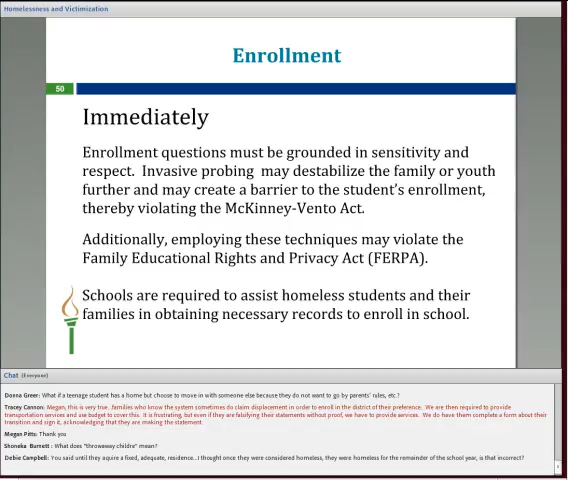 Homelessness and Victimization
Enrollment
50
Immediately
Enrollment questions must be grounded in sensitivity and
respect. Invasive probing may destabilize the family or youth
further and may create a barrier to the student's enrollment,
thereby violating the McKinney-Vento Act.
Additionally, employing these techniques may violate the
Family Educational Rights and Privacy Act (FERPA).
Schools are required to assist homeless students and their
families in obtaining necessary records to enroll in school.
Chat (Everyone)
Donna Greer: What if a teenage student has a home but choose to move in with someone else because they do not want to go by parents' rules, etc.?
Tracey Cannon: Megan, this is very true...families who know the system sometimes do claim displacement in order to enroll in the district of their preference. We are then required to provide
transportation services and use budget to cover this. It is frustrating, but even if they are falsifying their statements without proof, we have to provide services. We do have them complete a form about their
transition and sign it, acknowledging that they are making the statement.
Megan Pitts: Thank you
Shoneka Burnett : What does "throwaway childre" mean?
Debie Campbell: You said until they aquire a fixed, adequate, residence...I thought once they were considered homeless, they were homeless for the remainder of the school year, is that incorrect?